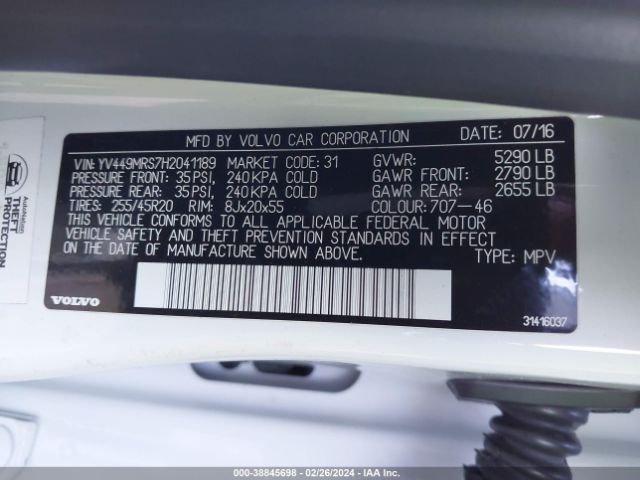 MFD BY VOLVO CAR CORPORATION DATE: 07/16
VIN: YV449MRS7H2041189 MARKET CODE: 31 GVWR: 5290 LB
PRESSURE FRONT: 35PSI, 240KPA COLD GAWR FRONT: 2790 LB
PRESSURE REAR: 35PSI, 240KPA COLD GAWR REAR: 2655 LB
TIRES: 255/45R20 RIM: 8Jx20x55 COLOUR: 707-46
THIS VEHICLE CONFORMS TO ALL APPLICABLE FEDERAL MOTOR
VEHICLE SAFETY AND THEFT PREVENTION STANDARDS IN EFFECT
ON THE DATE OF MANUFACTURE SHOWN ABOVE. TYPE: MPV
VOLVO
31416037
THEFT
PROTECTION
000-38845698 - 02/26/2024 - IAA Inc.